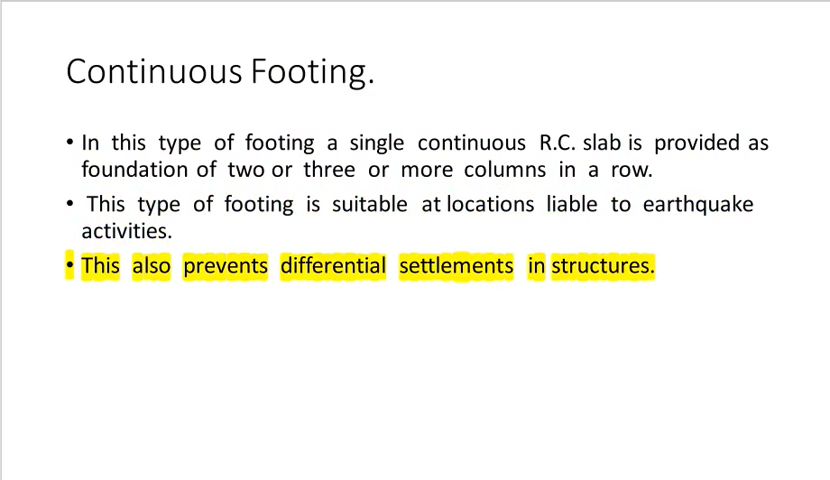 Continuous Footing.
• In this type of footing a single continuous R.C. slab is provided as
foundation of two or three or more columns in a row.
• This type of footing is suitable at locations liable to earthquake
activities.
• This also prevents differential settlements in structures.